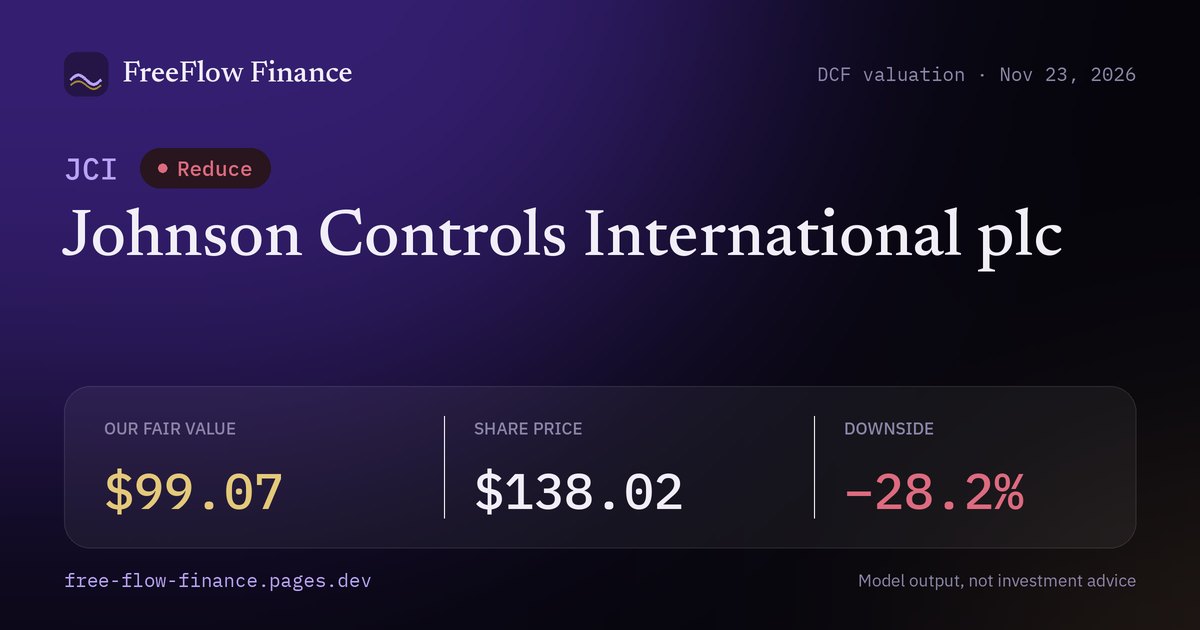 FreeFlow Finance
DCF valuation · Nov 23, 2026
JCI
Reduce
Johnson Controls International plc
OUR FAIR VALUE
$99.07
SHARE PRICE
$138.02
DOWNSIDE
−28.2%
free-flow-finance.pages.dev
Model output, not investment advice